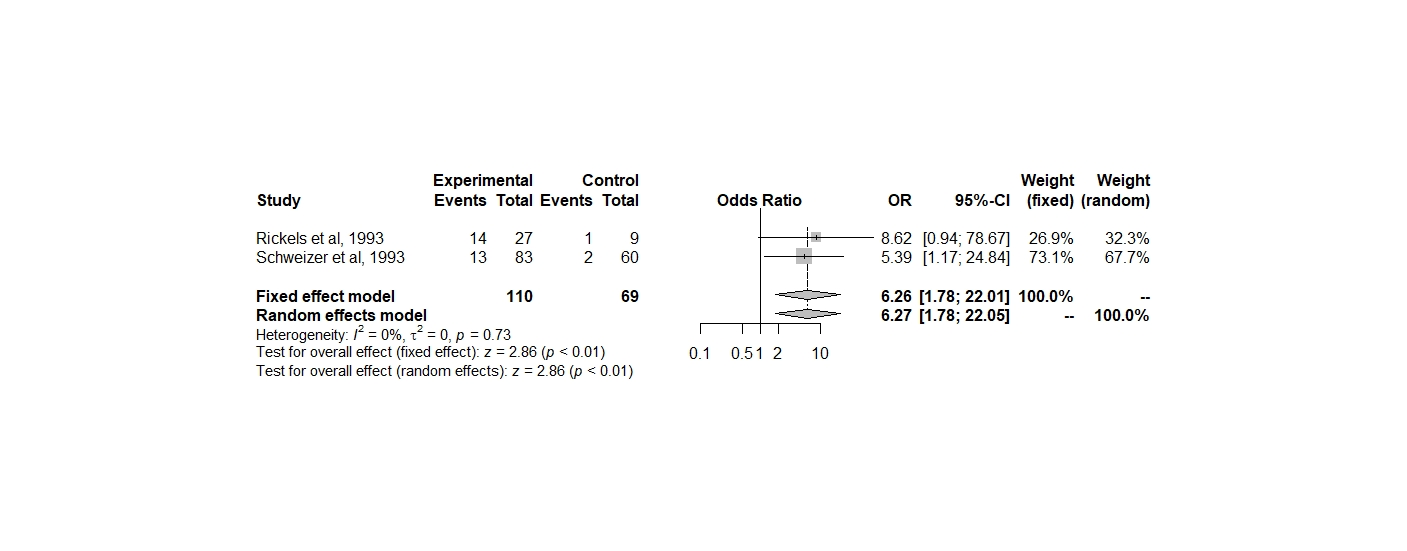 Experimental Control Weight Weight
Study Events Total Events Total Odds Ratio OR 95%-CI (fixed) (random)
Rickels et al, 1993 14 27 1 9 8.62 [0.94; 78.67] 26.9% 32.3%
Schweizer et al, 1993 13 83 2 60 5.39 [1.17; 24.84] 73.1% 67.7%
Fixed effect model 110 69 6.26 [1.78; 22.01] 100.0% --
Random effects model 6.27 [1.78; 22.05] -- 100.0%
Heterogeneity: I² = 0%, τ² = 0, p = 0.73
Test for overall effect (fixed effect): z = 2.86 (p < 0.01)
0.1 0.5 1 2 10
Test for overall effect (random effects): z = 2.86 (p < 0.01)